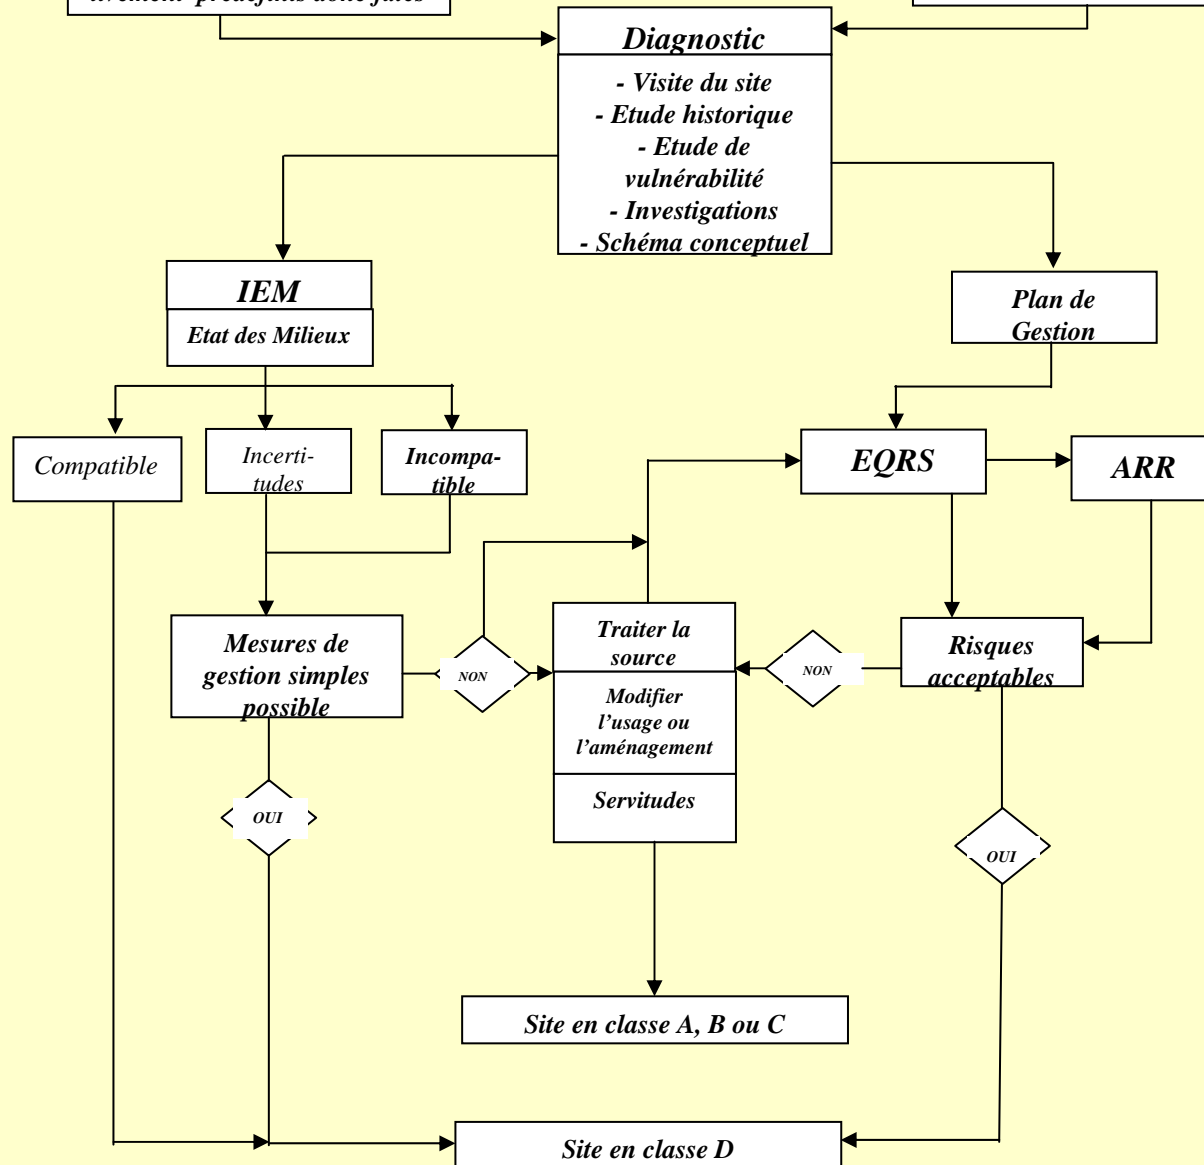 Diagnostic
- Visite du site
- Etude historique
- Etude de
vulnérabilité
- Investigations
- Schéma conceptuel
IEM
Etat des Milieux
Plan de
Gestion
Compatible
Incerti-
tudes
Incompa-
tible
EQRS
ARR
Mesures de
gestion simples
possible
NON
Traiter la
source
Modifier
l'usage ou
l'aménagement
Servitudes
NON
Risques
acceptables
OUI
OUI
Site en classe A, B ou C
Site en classe D